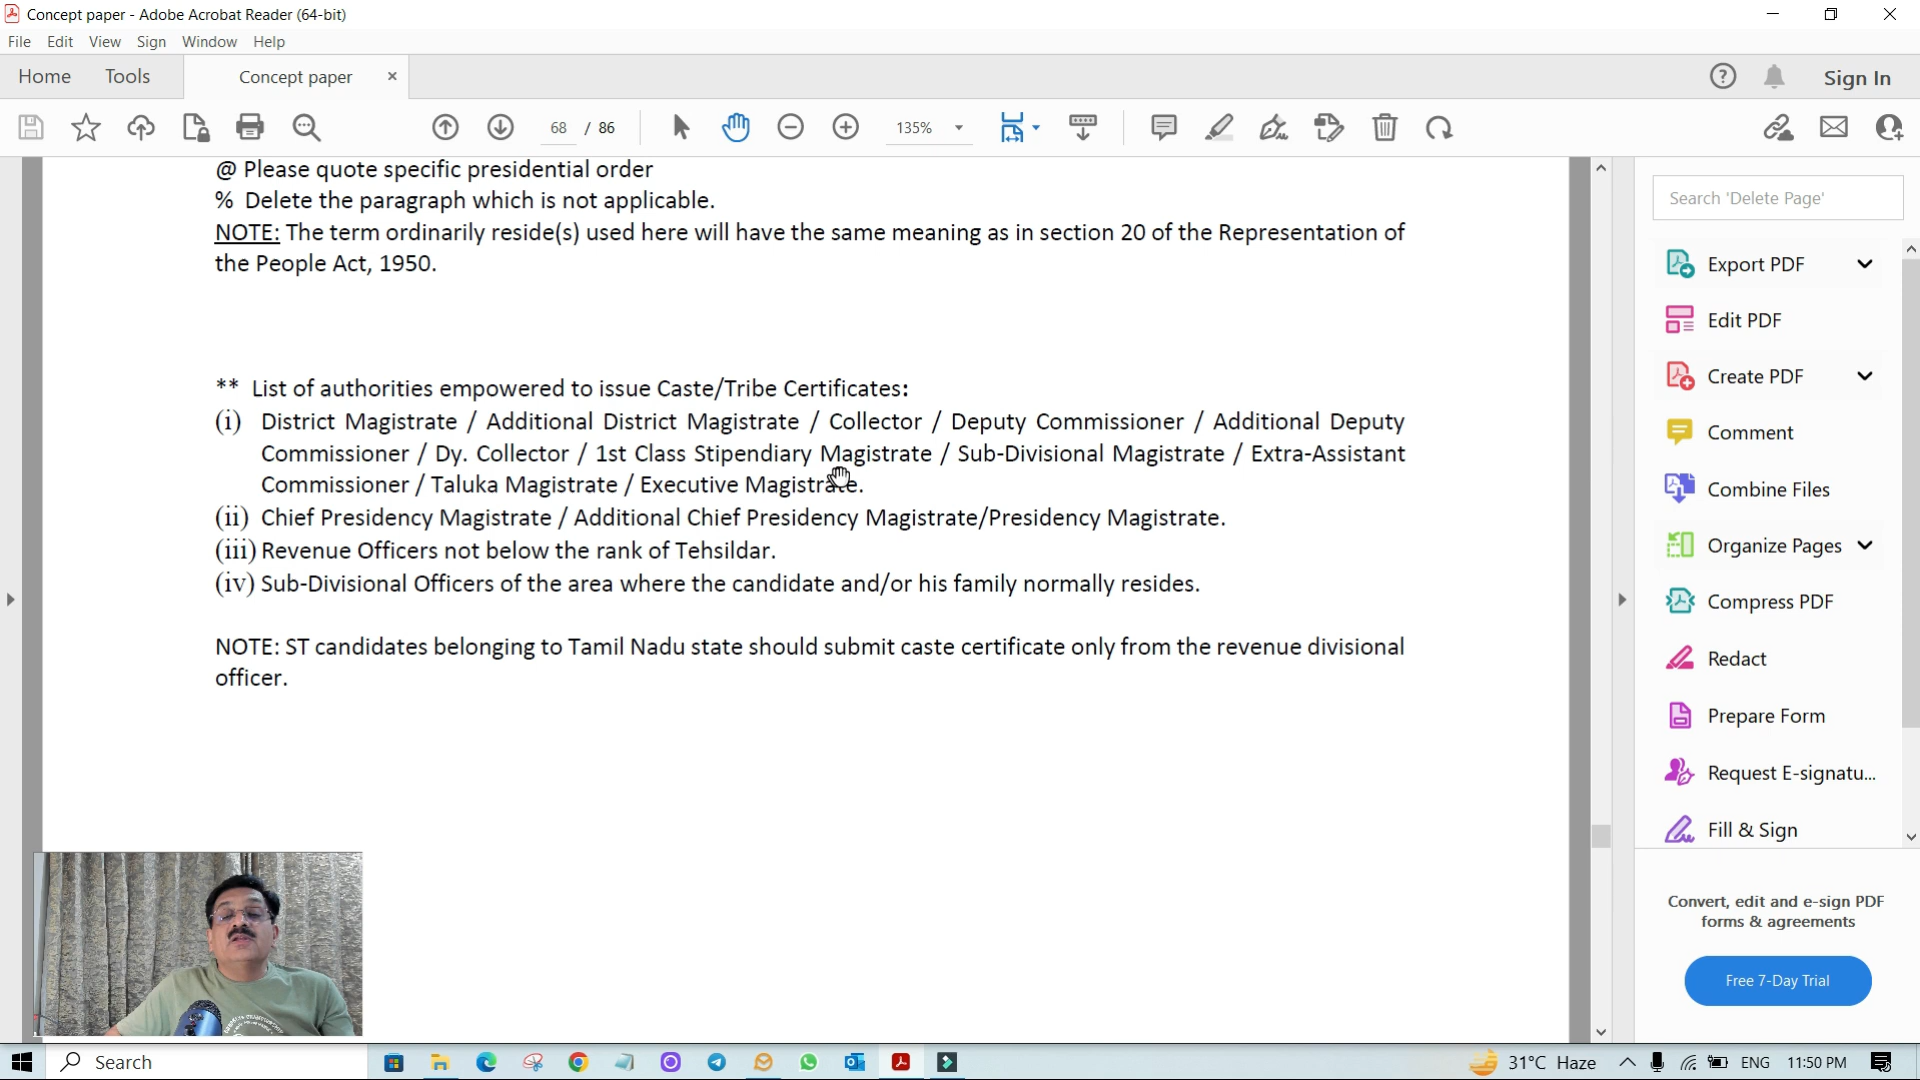 Concept paper - Adobe Acrobat Reader (64-bit)
File Edit View Sign Window Help
Home Tools Concept paper × Sign In
68 / 86 135%
@ Please quote specific presidential order
% Delete the paragraph which is not applicable.
NOTE: The term ordinarily reside(s) used here will have the same meaning as in section 20 of the Representation of
the People Act, 1950.
** List of authorities empowered to issue Caste/Tribe Certificates:
(i) District Magistrate / Additional District Magistrate / Collector / Deputy Commissioner / Additional Deputy
Commissioner / Dy. Collector / 1st Class Stipendiary Magistrate / Sub-Divisional Magistrate / Extra-Assistant
Commissioner / Taluka Magistrate / Executive Magistrate.
(ii) Chief Presidency Magistrate / Additional Chief Presidency Magistrate/Presidency Magistrate.
(iii) Revenue Officers not below the rank of Tehsildar.
(iv) Sub-Divisional Officers of the area where the candidate and/or his family normally resides.
NOTE: ST candidates belonging to Tamil Nadu state should submit caste certificate only from the revenue divisional
officer.
Search 'Delete Page'
Export PDF
Edit PDF
Create PDF
Comment
Combine Files
Organize Pages
Compress PDF
Redact
Prepare Form
Request E-signatu...
Fill & Sign
Convert, edit and e-sign PDF
forms & agreements
Free 7-Day Trial
Search 31°C Haze ENG 11:50 PM